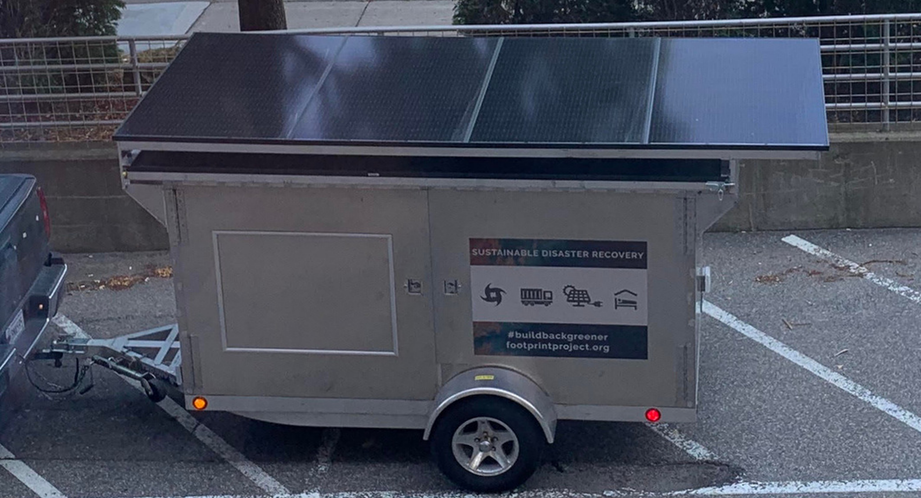 SUSTAINABLE DISASTER RECOVERY
#buildbackgreener
footprintproject.org